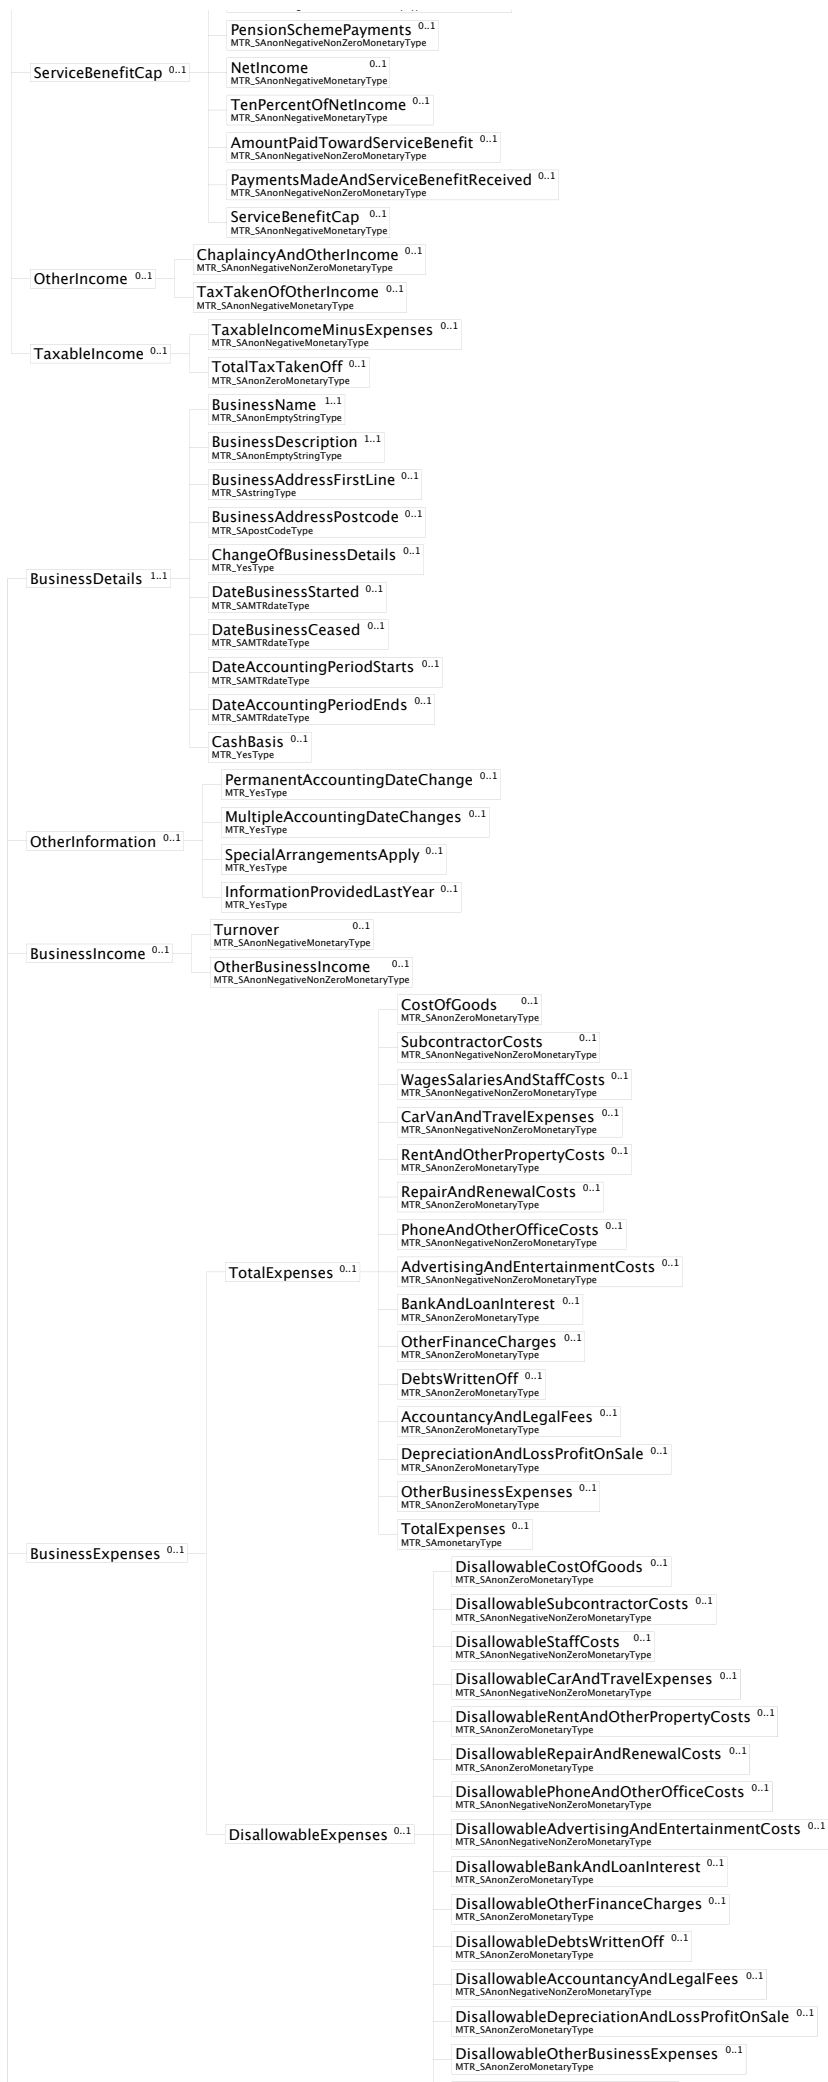 PensionSchemePayments 0..1
MTR_SAnonNegativeNonZeroMonetaryType
ServiceBenefitCap 0..1
NetIncome 0..1
MTR_SAnonNegativeMonetaryType
TenPercentOfNetIncome 0..1
MTR_SAnonNegativeMonetaryType
AmountPaidTowardServiceBenefit 0..1
MTR_SAnonNegativeNonZeroMonetaryType
PaymentsMadeAndServiceBenefitReceived 0..1
MTR_SAnonNegativeNonZeroMonetaryType
ServiceBenefitCap 0..1
MTR_SAnonNegativeMonetaryType
OtherIncome 0..1
ChaplaincyAndOtherIncome 0..1
MTR_SAnonNegativeNonZeroMonetaryType
TaxTakenOfOtherIncome 0..1
MTR_SAnonNegativeMonetaryType
TaxableIncome 0..1
TaxableIncomeMinusExpenses 0..1
MTR_SAnonNegativeMonetaryType
TotalTaxTakenOff 0..1
MTR_SAnonZeroMonetaryType
BusinessDetails 1..1
BusinessName 1..1
MTR_SAnonEmptyStringType
BusinessDescription 1..1
MTR_SAnonEmptyStringType
BusinessAddressFirstLine 0..1
MTR_SAstringType
BusinessAddressPostcode 0..1
MTR_SApostCodeType
ChangeOfBusinessDetails 0..1
MTR_YesType
DateBusinessStarted 0..1
MTR_SAMTRdateType
DateBusinessCeased 0..1
MTR_SAMTRdateType
DateAccountingPeriodStarts 0..1
MTR_SAMTRdateType
DateAccountingPeriodEnds 0..1
MTR_SAMTRdateType
CashBasis 0..1
MTR_YesType
OtherInformation 0..1
PermanentAccountingDateChange 0..1
MTR_YesType
MultipleAccountingDateChanges 0..1
MTR_YesType
SpecialArrangementsApply 0..1
MTR_YesType
InformationProvidedLastYear 0..1
MTR_YesType
BusinessIncome 0..1
Turnover 0..1
MTR_SAnonNegativeMonetaryType
OtherBusinessIncome 0..1
MTR_SAnonNegativeNonZeroMonetaryType
BusinessExpenses 0..1
TotalExpenses 0..1
CostOfGoods 0..1
MTR_SAnonZeroMonetaryType
SubcontractorCosts 0..1
MTR_SAnonNegativeNonZeroMonetaryType
WagesSalariesAndStaffCosts 0..1
MTR_SAnonNegativeNonZeroMonetaryType
CarVanAndTravelExpenses 0..1
MTR_SAnonNegativeNonZeroMonetaryType
RentAndOtherPropertyCosts 0..1
MTR_SAnonZeroMonetaryType
RepairAndRenewalCosts 0..1
MTR_SAnonZeroMonetaryType
PhoneAndOtherOfficeCosts 0..1
MTR_SAnonNegativeNonZeroMonetaryType
AdvertisingAndEntertainmentCosts 0..1
MTR_SAnonNegativeNonZeroMonetaryType
BankAndLoanInterest 0..1
MTR_SAnonZeroMonetaryType
OtherFinanceCharges 0..1
MTR_SAnonZeroMonetaryType
DebtsWrittenOff 0..1
MTR_SAnonZeroMonetaryType
AccountancyAndLegalFees 0..1
MTR_SAnonZeroMonetaryType
DepreciationAndLossProfitOnSale 0..1
MTR_SAnonZeroMonetaryType
OtherBusinessExpenses 0..1
MTR_SAnonZeroMonetaryType
TotalExpenses 0..1
MTR_SAmonetaryType
DisallowableExpenses 0..1
DisallowableCostOfGoods 0..1
MTR_SAnonZeroMonetaryType
DisallowableSubcontractorCosts 0..1
MTR_SAnonNegativeNonZeroMonetaryType
DisallowableStaffCosts 0..1
MTR_SAnonNegativeNonZeroMonetaryType
DisallowableCarAndTravelExpenses 0..1
MTR_SAnonNegativeNonZeroMonetaryType
DisallowableRentAndOtherPropertyCosts 0..1
MTR_SAnonZeroMonetaryType
DisallowableRepairAndRenewalCosts 0..1
MTR_SAnonZeroMonetaryType
DisallowablePhoneAndOtherOfficeCosts 0..1
MTR_SAnonNegativeNonZeroMonetaryType
DisallowableAdvertisingAndEntertainmentCosts 0..1
MTR_SAnonNegativeNonZeroMonetaryType
DisallowableBankAndLoanInterest 0..1
MTR_SAnonZeroMonetaryType
DisallowableOtherFinanceCharges 0..1
MTR_SAnonZeroMonetaryType
DisallowableDebtsWrittenOff 0..1
MTR_SAnonZeroMonetaryType
DisallowableAccountancyAndLegalFees 0..1
MTR_SAnonNegativeNonZeroMonetaryType
DisallowableDepreciationAndLossProfitOnSale 0..1
MTR_SAnonZeroMonetaryType
DisallowableOtherBusinessExpenses 0..1
MTR_SAnonZeroMonetaryType